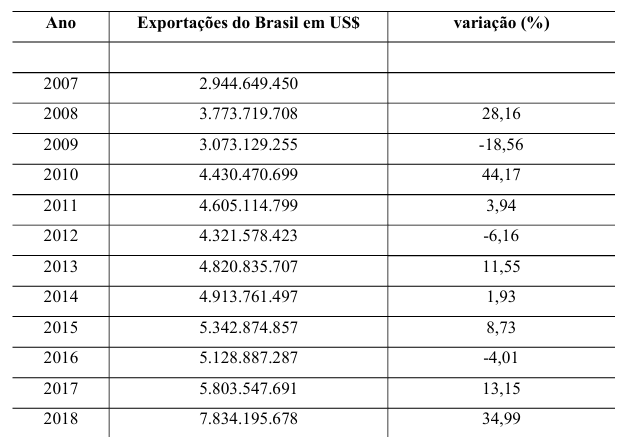 Ano Exportações do Brasil em US$ variação (%)
2007 2.944.649.450
2008 3.773.719.708 28,16
2009 3.073.129.255 -18,56
2010 4.430.470.699 44,17
2011 4.605.114.799 3,94
2012 4.321.578.423 -6,16
2013 4.820.835.707 11,55
2014 4.913.761.497 1,93
2015 5.342.874.857 8,73
2016 5.128.887.287 -4,01
2017 5.803.547.691 13,15
2018 7.834.195.678 34,99